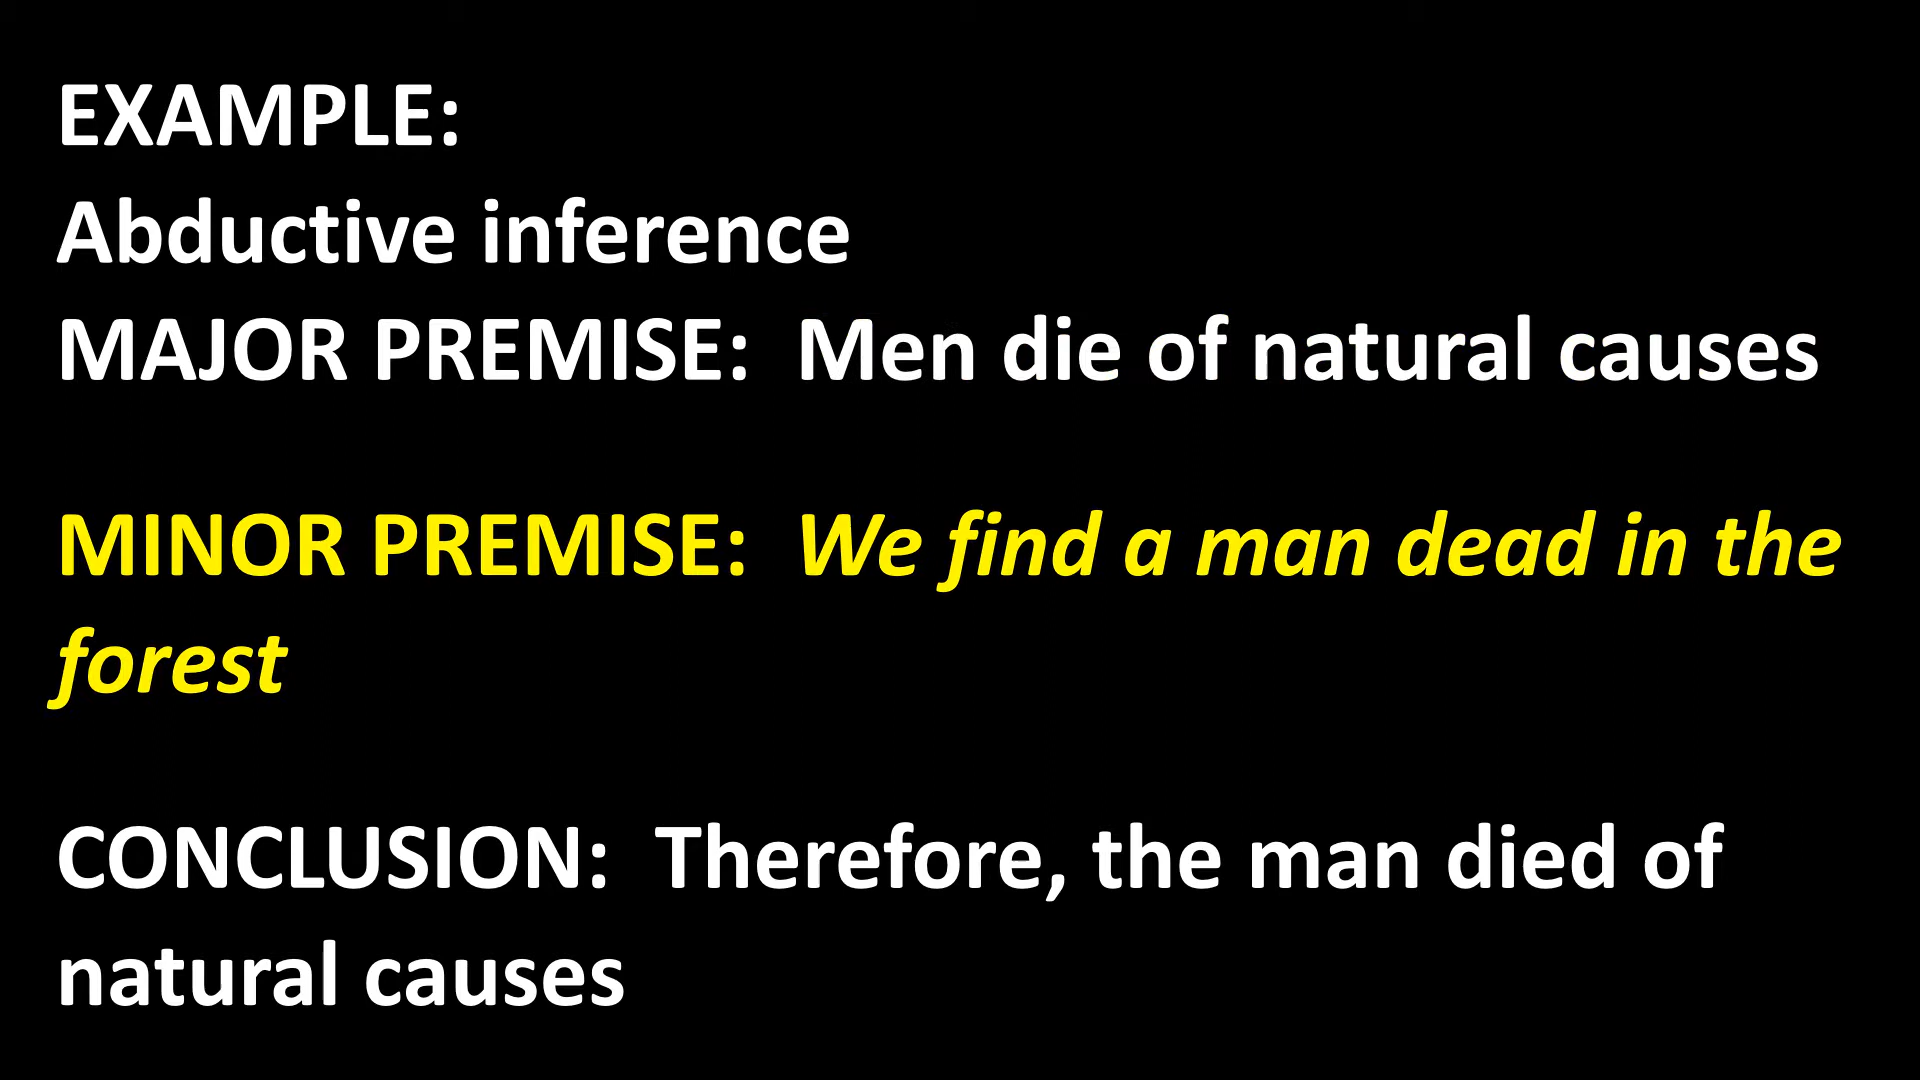 EXAMPLE:
Abductive inference
MAJOR PREMISE:  Men die of natural causes
MINOR PREMISE:  We find a man dead in the
forest
CONCLUSION:  Therefore, the man died of
natural causes